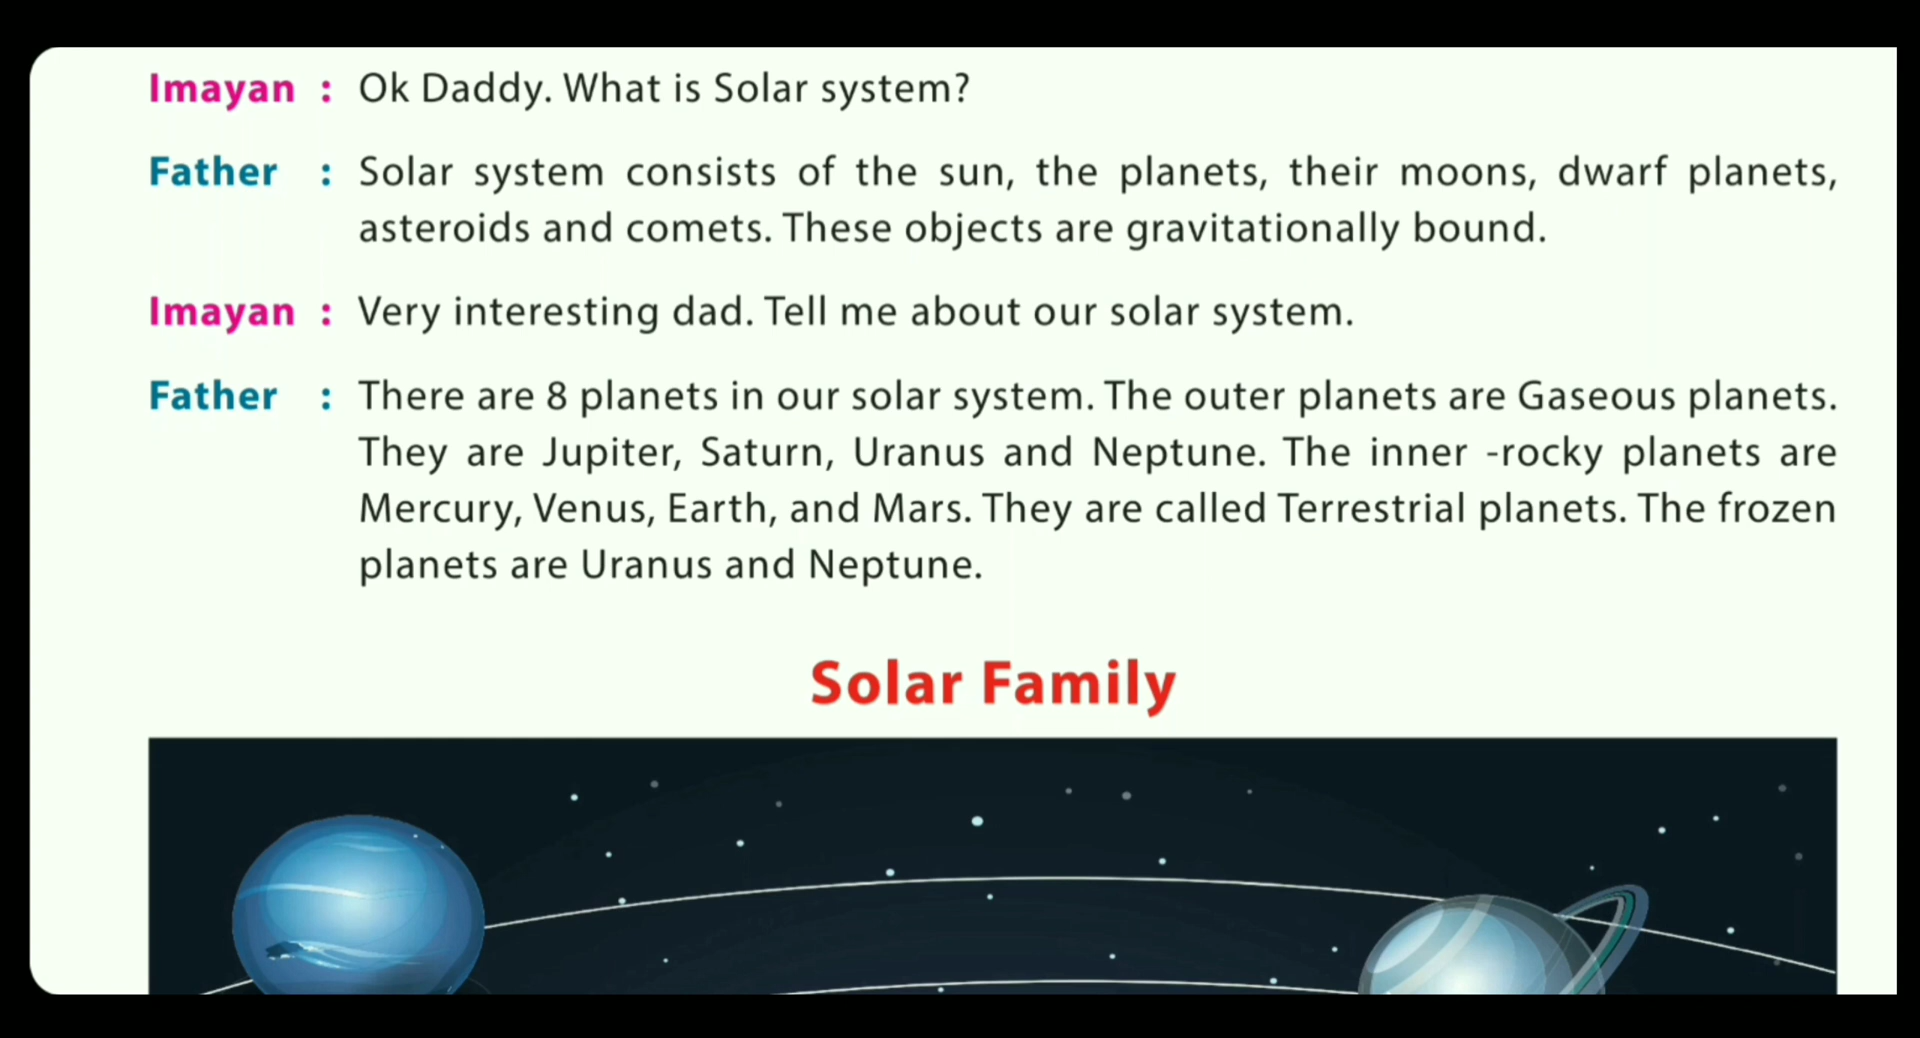 Imayan : Ok Daddy. What is Solar system?
Father : Solar system consists of the sun, the planets, their moons, dwarf planets,
asteroids and comets. These objects are gravitationally bound.
Imayan : Very interesting dad. Tell me about our solar system.
Father : There are 8 planets in our solar system. The outer planets are Gaseous planets.
They are Jupiter, Saturn, Uranus and Neptune. The inner -rocky planets are
Mercury, Venus, Earth, and Mars. They are called Terrestrial planets. The frozen
planets are Uranus and Neptune.
Solar Family